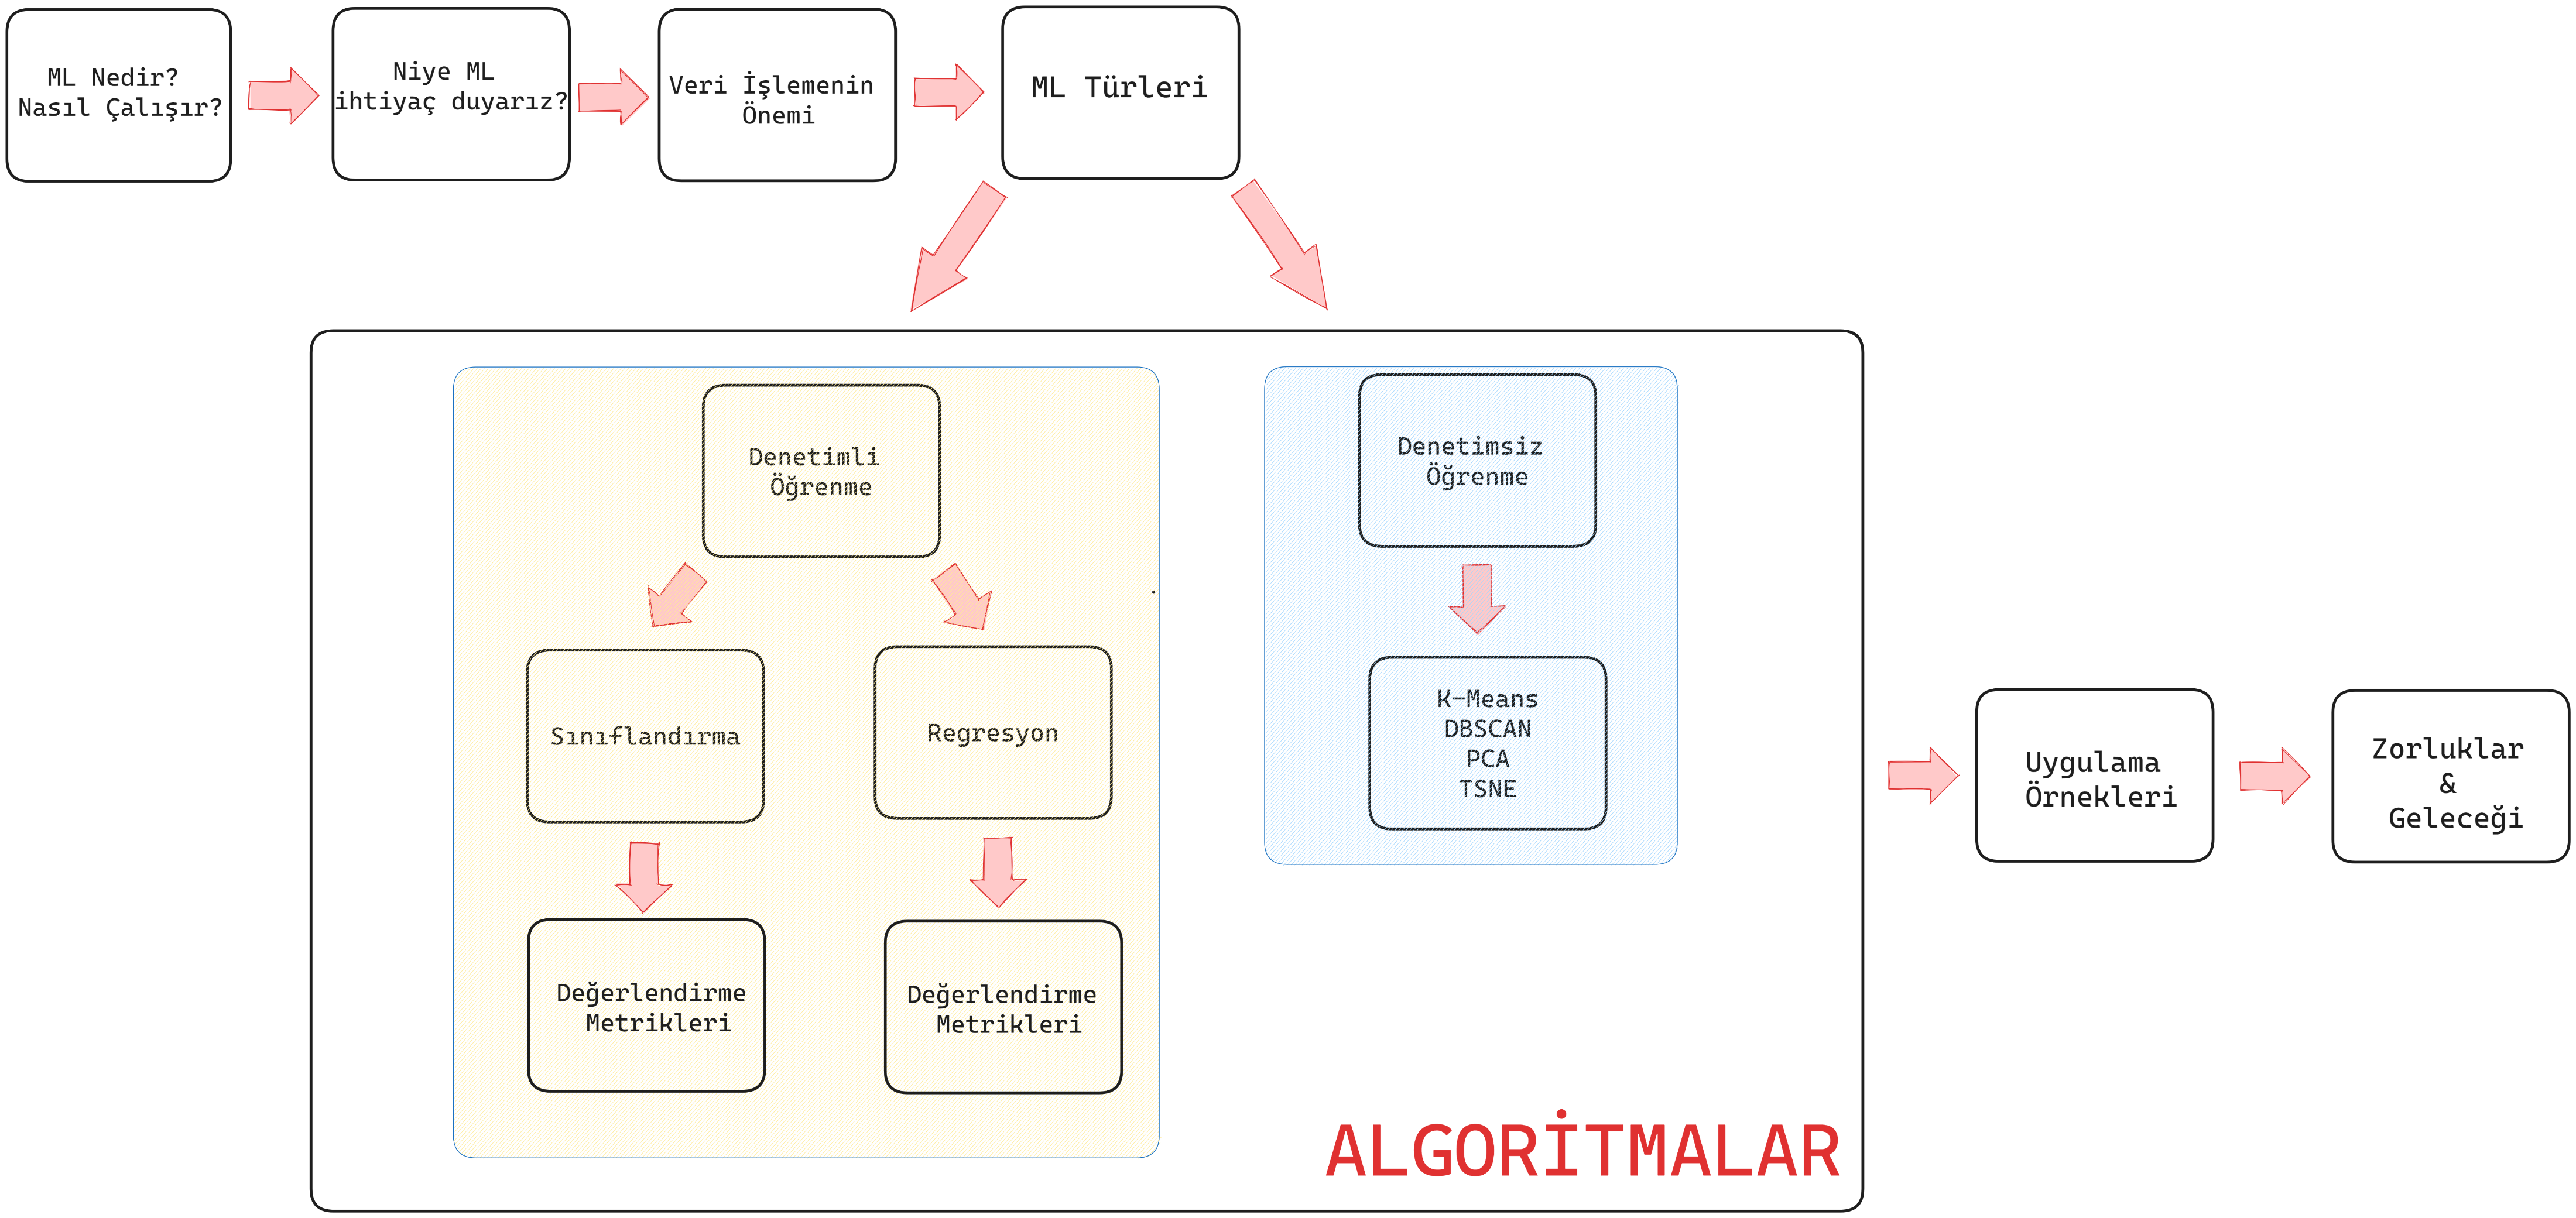 ML Nedir?
Nasıl Çalışır?
Niye ML
ihtiyaç duyarız?
Veri İşlemenin
Önemi
ML Türleri
Denetimli
Öğrenme
Denetimsiz
Öğrenme
Sınıflandırma
Regresyon
K-Means
DBSCAN
PCA
TSNE
Değerlendirme
Metrikleri
Değerlendirme
Metrikleri
ALGORİTMALAR
Uygulama
Örnekleri
Zorluklar
&
Geleceği